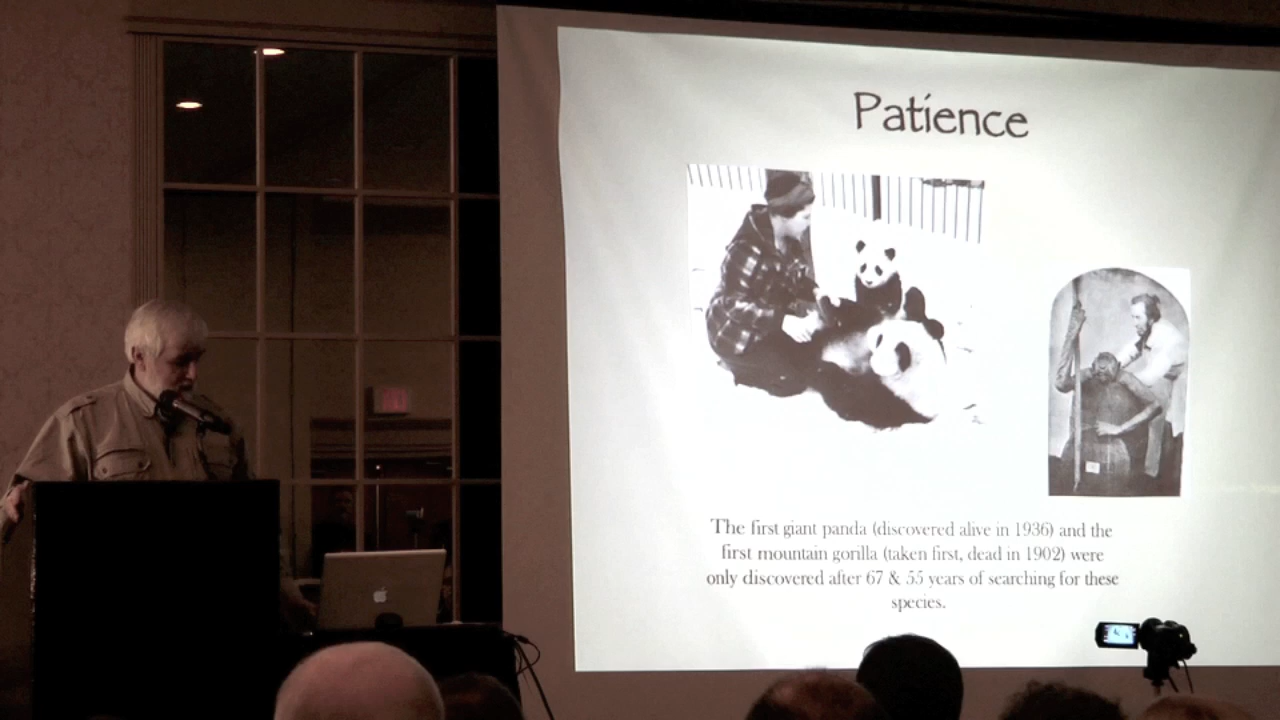 Patience
The first giant panda (discovered alive in 1936) and the
first mountain gorilla (taken first, dead in 1902) were
only discovered after 67 & 55 years of searching for these
species.